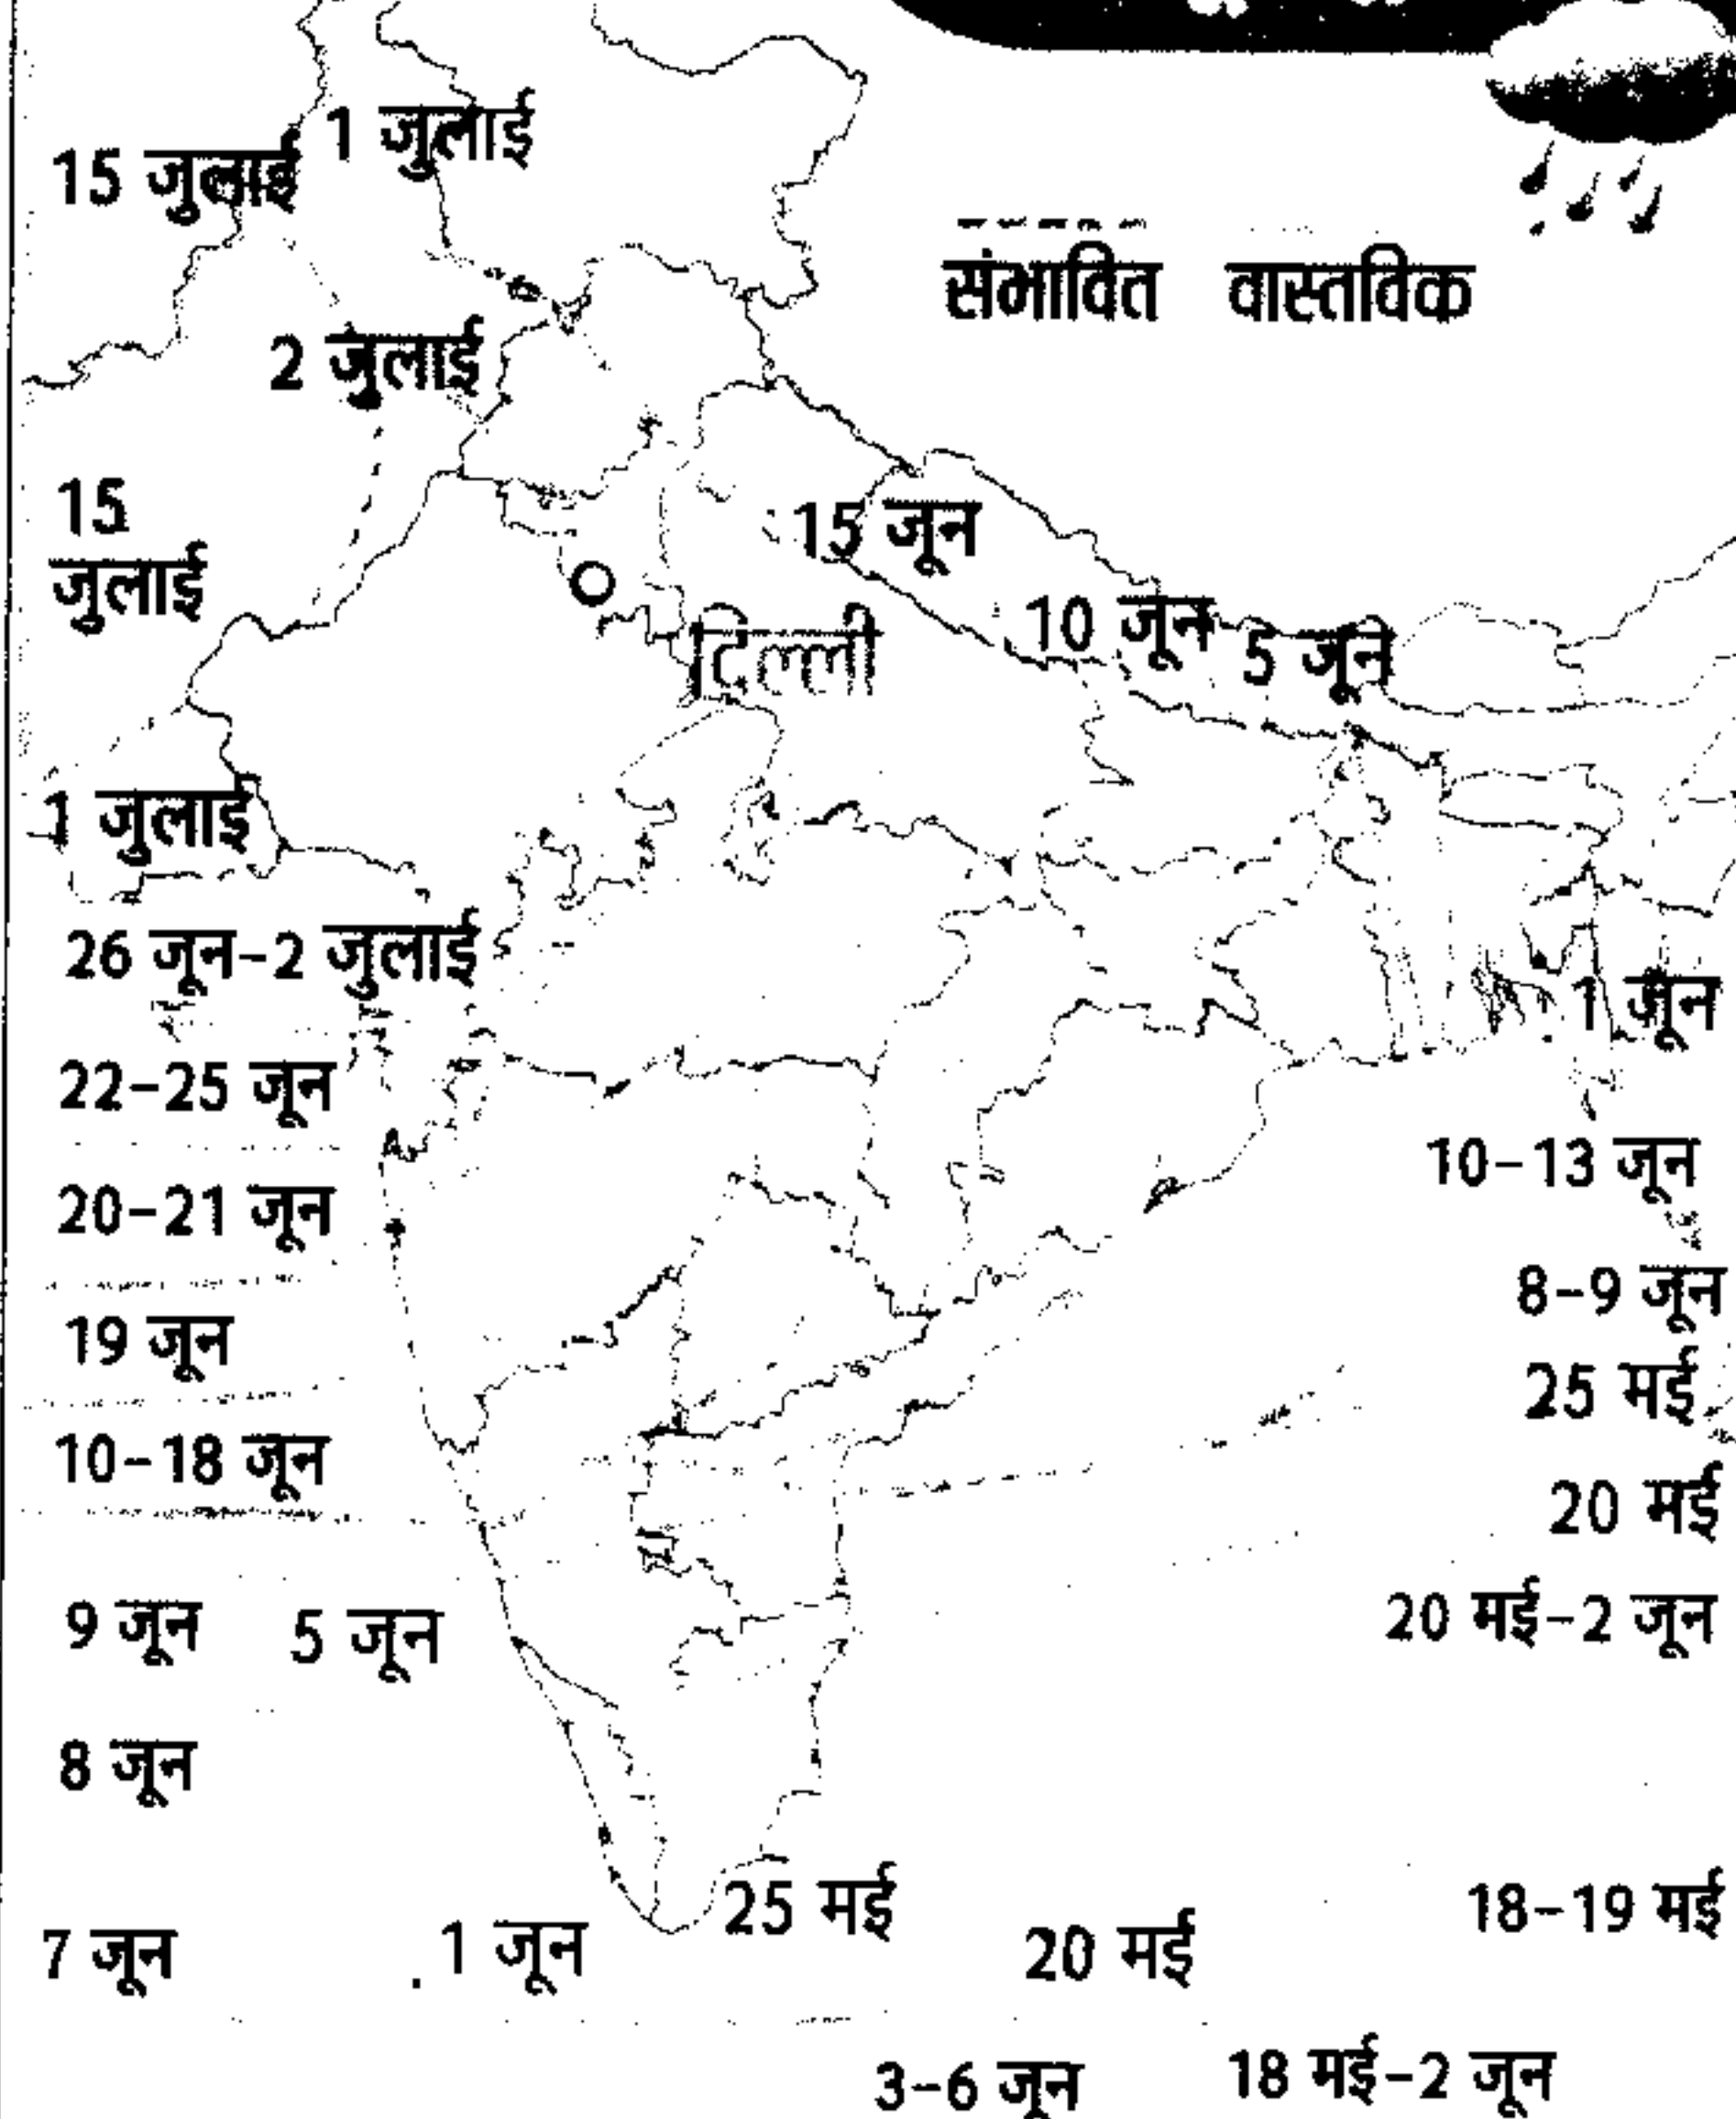 1 जुलाई
15 जुलाई
संभावित वास्तविक
2 जुलाई
15
जुलाई
15 जून
10 जून
5 जून
दिल्ली
1 जुलाई
26 जून-2 जुलाई
1 जून
22-25 जून
10-13 जून
20-21 जून
8-9 जून
19 जून
25 मई
10-18 जून
20 मई
9 जून
5 जून
20 मई-2 जून
8 जून
25 मई
18-19 मई
7 जून
1 जून
20 मई
3-6 जून
18 मई-2 जून